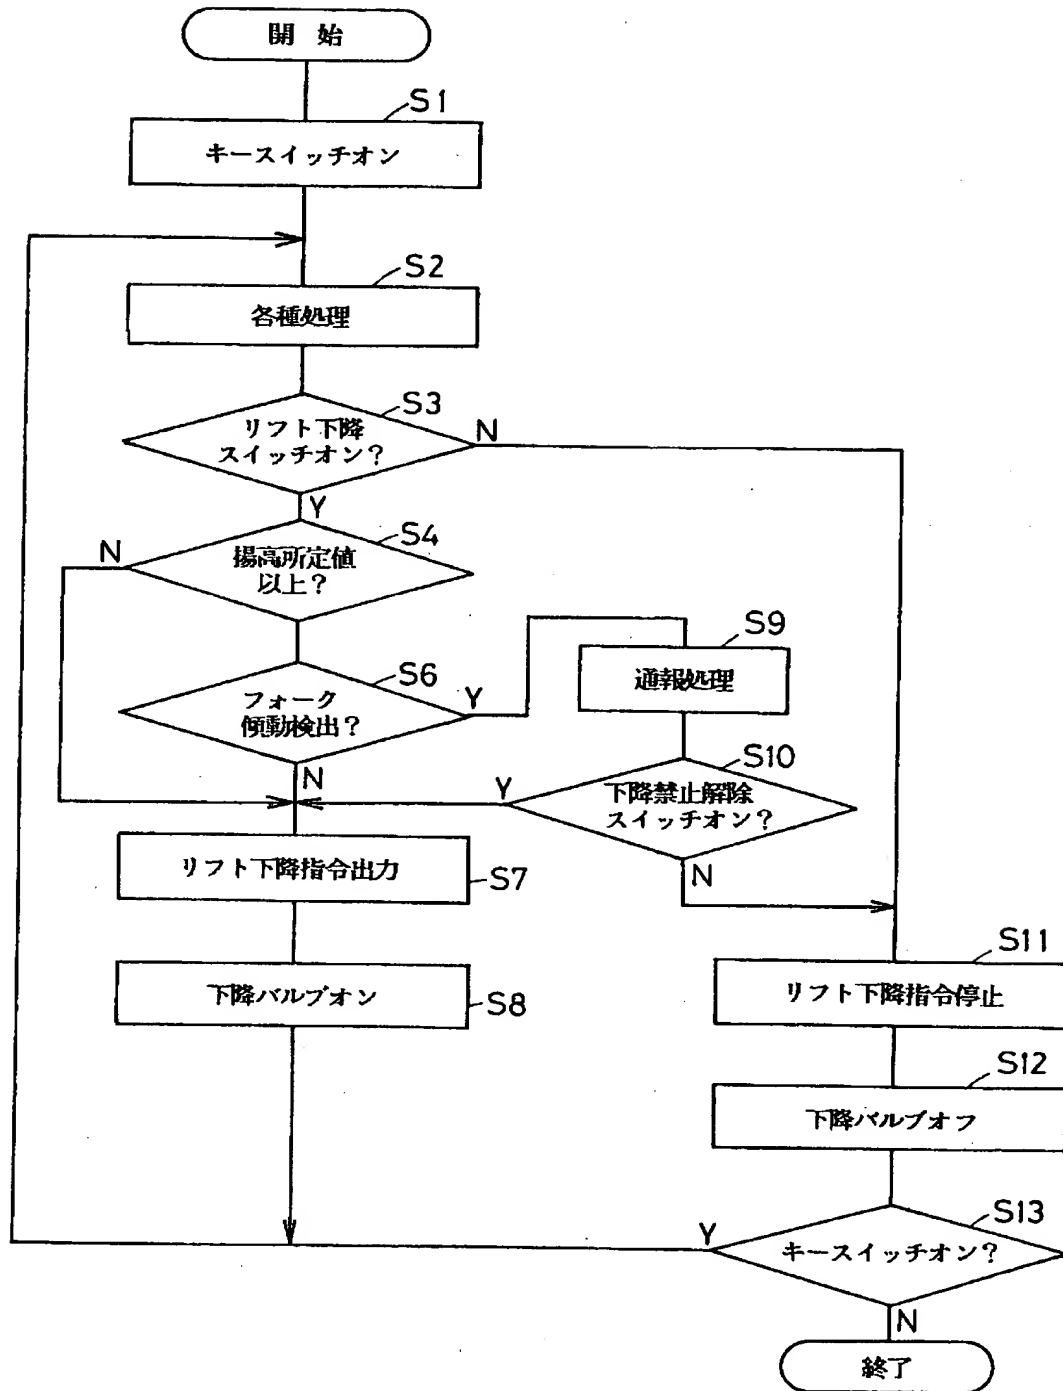 開 始
S1
キースイッチオン
S2
各種処理
S3
リフト下降
スイッチオン?
N
Y
S4
揚高所定値
以上?
N
S6
フォーク
傾動検出?
Y
N
S9
通報処理
S10
下降禁止解除
スイッチオン?
Y
N
リフト下降指令出力
S7
下降バルブオン
S8
S11
リフト下降指令停止
S12
下降バルブオフ
S13
キースイッチオン?
Y
N
終了